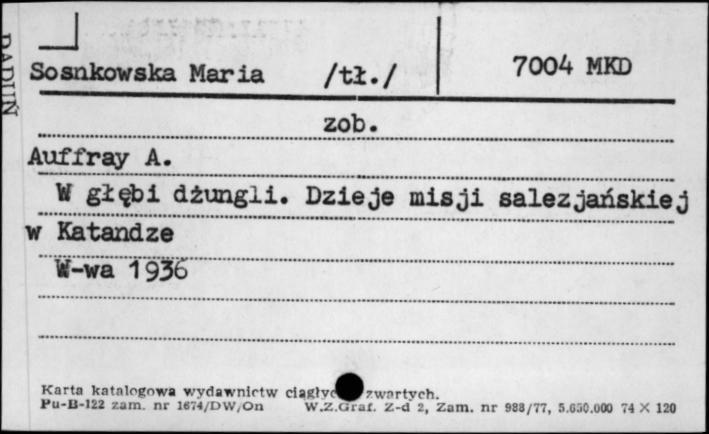 Sosnkowska Maria /tł./ 7004 MKD
zob.
Auffray A.
W głębi dżungli. Dzieje misji salezjańskiej
w Katandze
W-wa 1936
Karta katalogowa wydawnictw zwartych.
Pu-B-122 zam. nr 1674/DW/On W.Z.Graf. Z-d 2, Zam. nr 988/77, 5.650.000 74 X 120